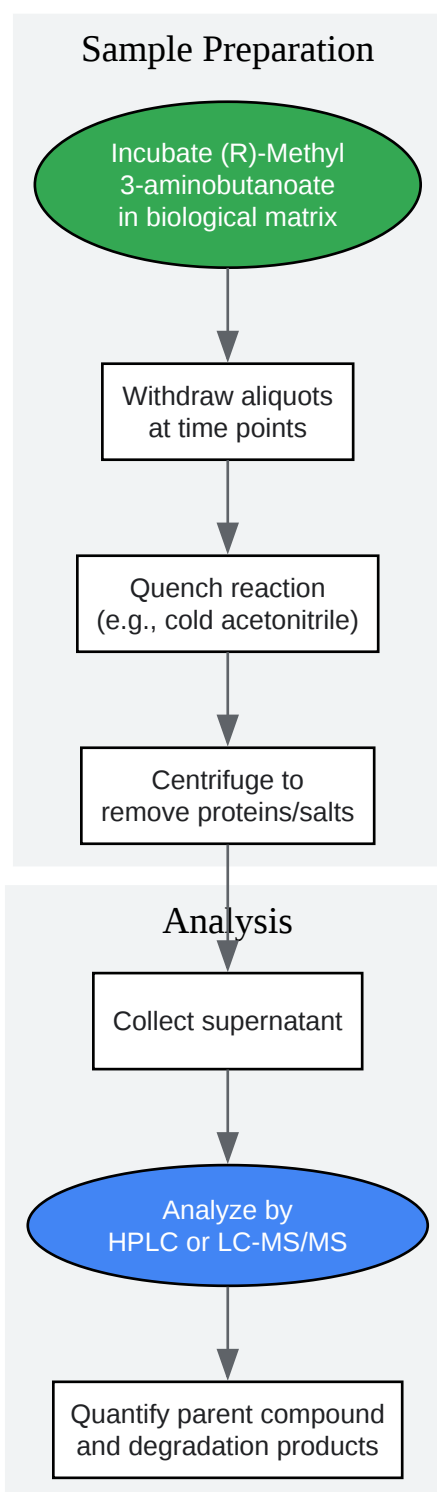 Sample Preparation
Incubate (R)-Methyl
3-aminobutanoate
in biological matrix
Withdraw aliquots
at time points
Quench reaction
(e.g., cold acetonitrile)
Centrifuge to
remove proteins/salts
Analysis
Collect supernatant
Analyze by
HPLC or LC-MS/MS
Quantify parent compound
and degradation products